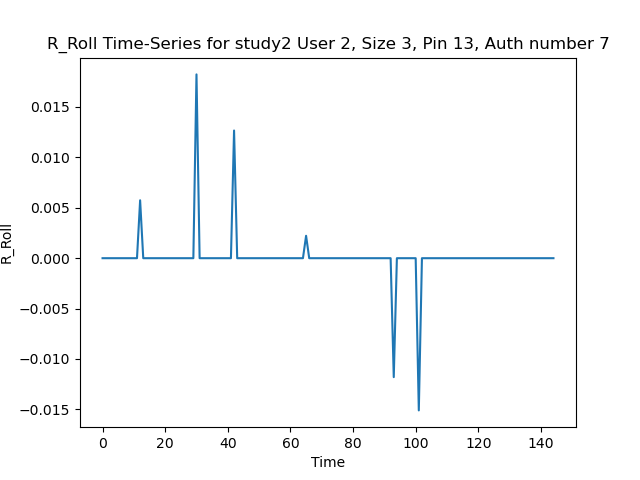 R_Roll Time-Series for study2 User 2, Size 3, Pin 13, Auth number 7
0.015
0.010
0.005
0.000
−0.005
−0.010
−0.015
R_Roll
0 20 40 60 80 100 120 140
Time